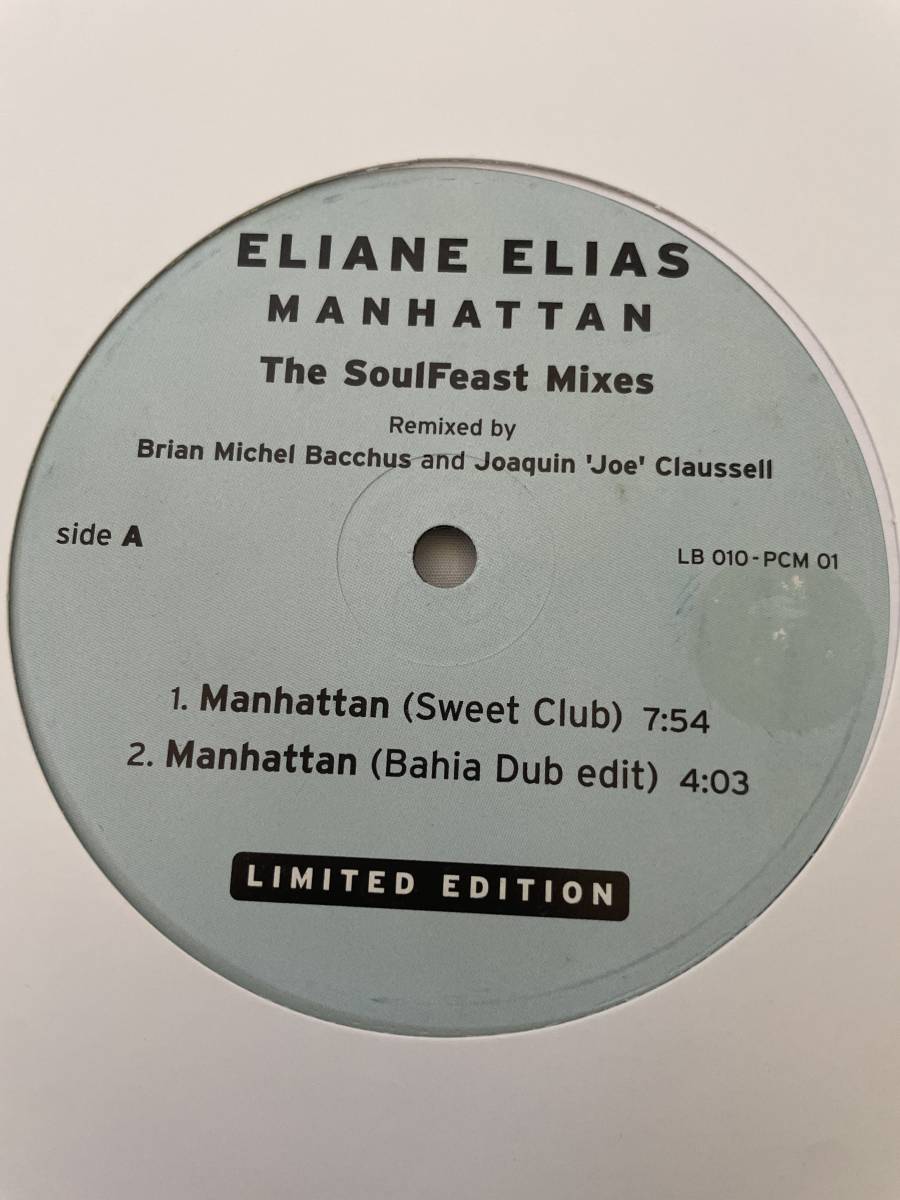 ELIANE ELIAS
MANHATTAN
The SoulFeast Mixes
Remixed by
Brian Michel Bacchus and Joaquin 'Joe' Claussell
side A
LB 010-PCM 01
1. Manhattan (Sweet Club) 7:54
2. Manhattan (Bahia Dub edit) 4:03
LIMITED EDITION